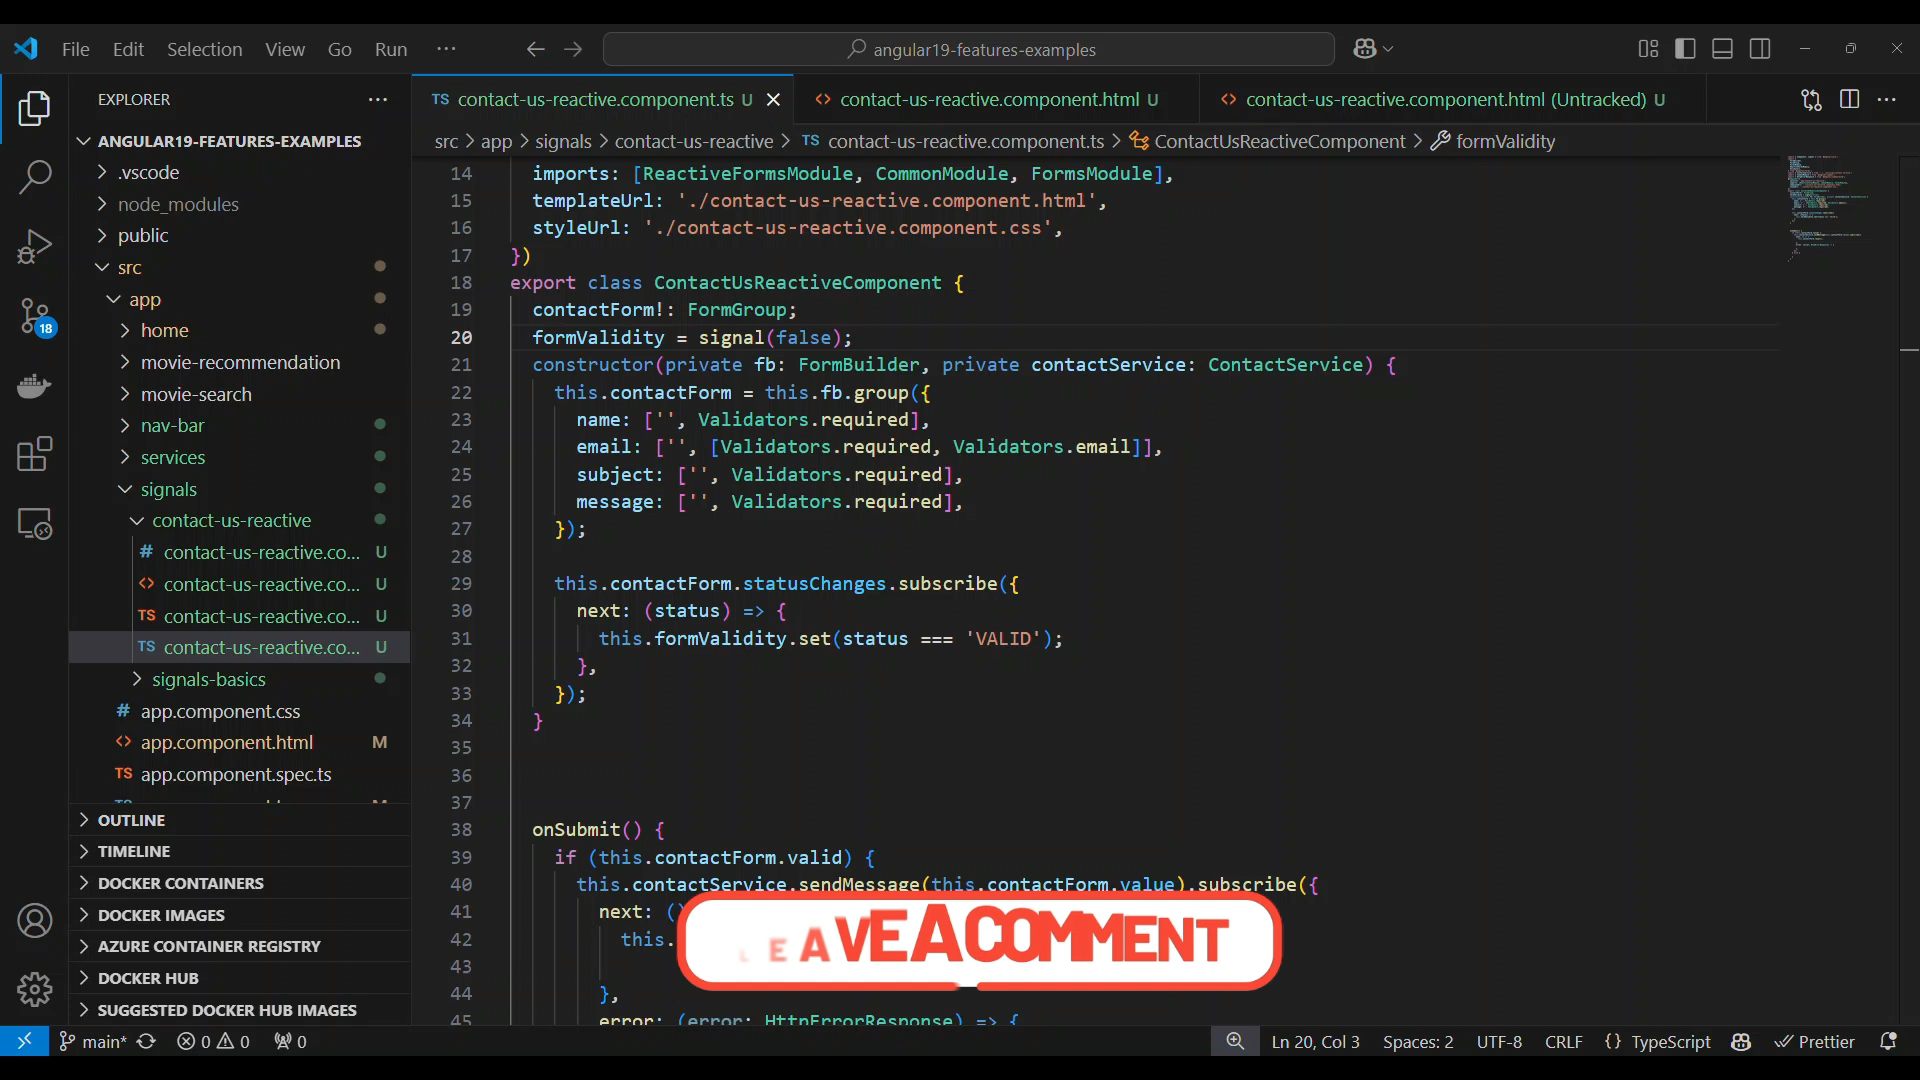 File Edit Selection View Go Run ···
angular19-features-examples
EXPLORER ···
TS contact-us-reactive.component.ts U
<> contact-us-reactive.component.html U
<> contact-us-reactive.component.html (Untracked) U ···
ANGULAR19-FEATURES-EXAMPLES
.vscode
node_modules
public
src
app
home
movie-recommendation
movie-search
nav-bar
services
signals
contact-us-reactive
# contact-us-reactive.co... U
<> contact-us-reactive.co... U
TS contact-us-reactive.co... U
TS contact-us-reactive.co... U
signals-basics
# app.component.css
<> app.component.html M
TS app.component.spec.ts
OUTLINE
TIMELINE
DOCKER CONTAINERS
DOCKER IMAGES
AZURE CONTAINER REGISTRY
DOCKER HUB
SUGGESTED DOCKER HUB IMAGES
18
src > app > signals > contact-us-reactive > TS contact-us-reactive.component.ts > ContactUsReactiveComponent > formValidity
14 imports: [ReactiveFormsModule, CommonModule, FormsModule],
15 templateUrl: './contact-us-reactive.component.html',
16 styleUrl: './contact-us-reactive.component.css',
17 })
18 export class ContactUsReactiveComponent {
19 contactForm!: FormGroup;
20 formValidity = signal(false);
21 constructor(private fb: FormBuilder, private contactService: ContactService) {
22 this.contactForm = this.fb.group({
23 name: ['', Validators.required],
24 email: ['', [Validators.required, Validators.email]],
25 subject: ['', Validators.required],
26 message: ['', Validators.required],
27 });
28
29 this.contactForm.statusChanges.subscribe({
30 next: (status) => {
31 this.formValidity.set(status === 'VALID');
32 },
33 });
34 }
35
36
37
38 onSubmit() {
39 if (this.contactForm.valid) {
40 this.contactService.sendMessage(this.contactForm.value).subscribe({
41 next: ()
42 this.
43
44 },
45 error: (error: HttpErrorResponse) => {
LEAVE A COMMENT
main* 0 0 0
Ln 20, Col 3 Spaces: 2 UTF-8 CRLF {} TypeScript Prettier